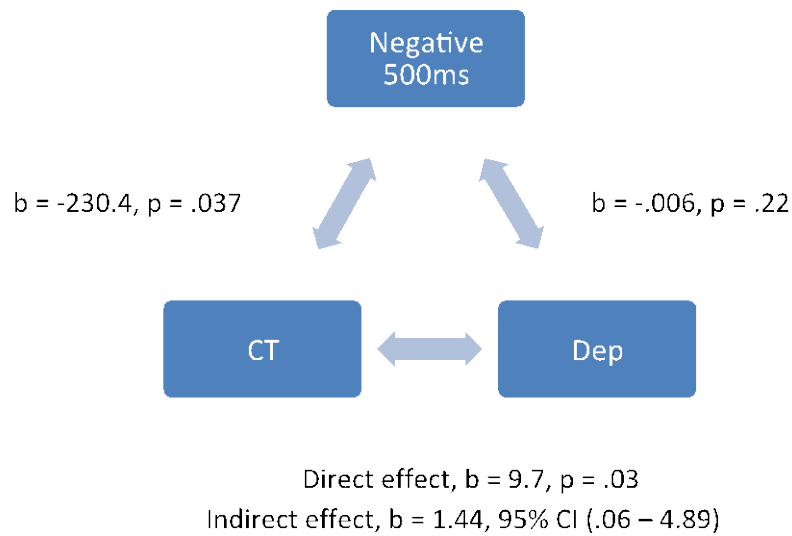 Negative
500ms
b = -230.4, p = .037
b = -.006, p = .22
CT
Dep
Direct effect, b = 9.7, p = .03
Indirect effect, b = 1.44, 95% CI (.06 – 4.89)